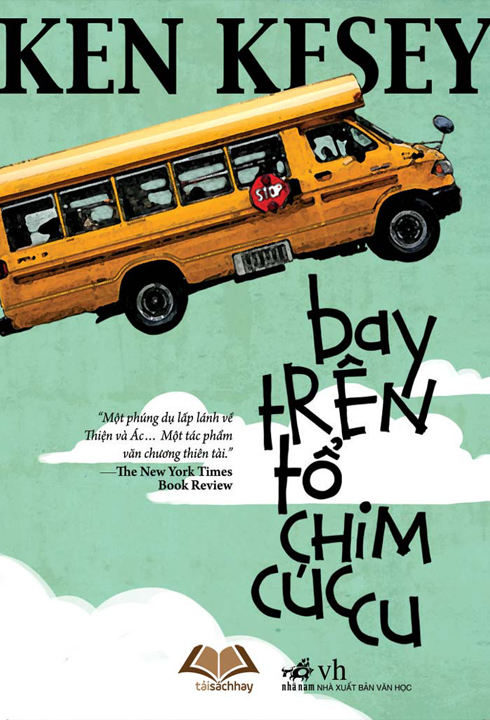 KEN KESEY
STOP
bay
tRÊN
tổ
CHiM
CÚC CU
“Một phúng dụ lấp lánh về
Thiện và Ác... Một tác phẩm
văn chương thiên tài.”
—The New York Times
Book Review
tải sách hay
nhã nam
vh
NHÀ XUẤT BẢN VĂN HỌC